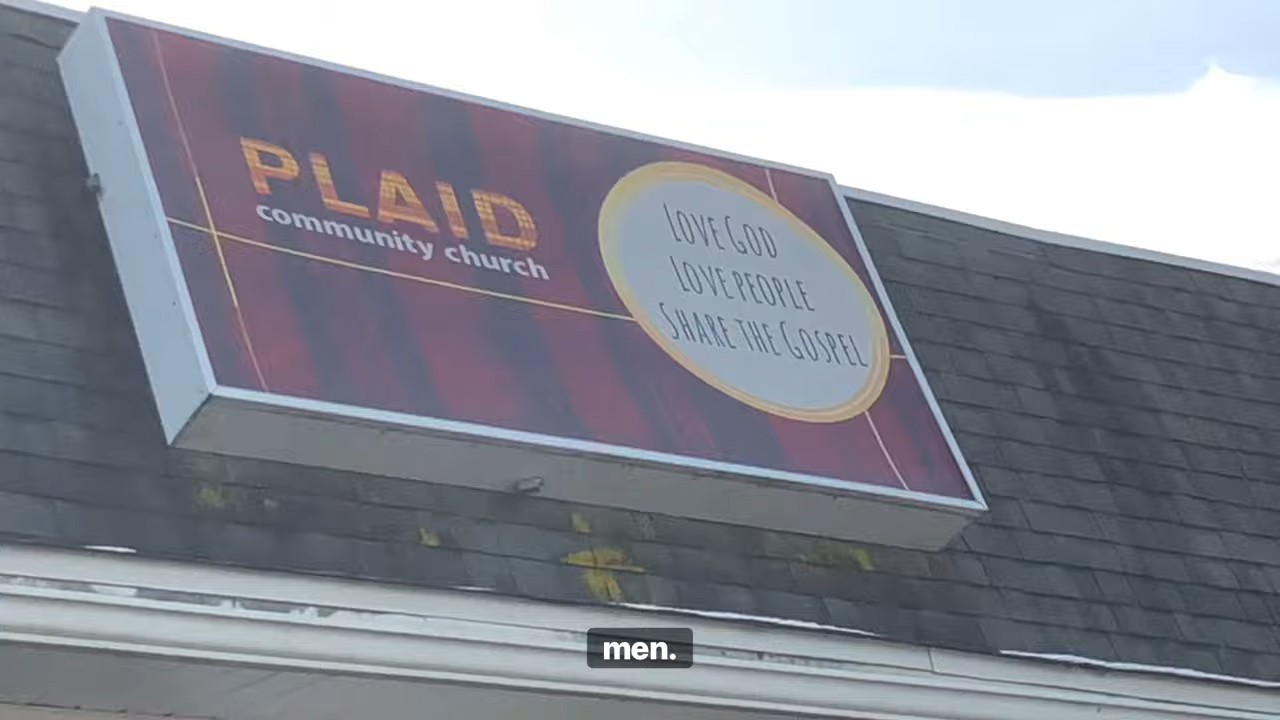 PLAID
community church
LOVE GOD
LOVE PEOPLE
SHARE THE GOSPEL
men.